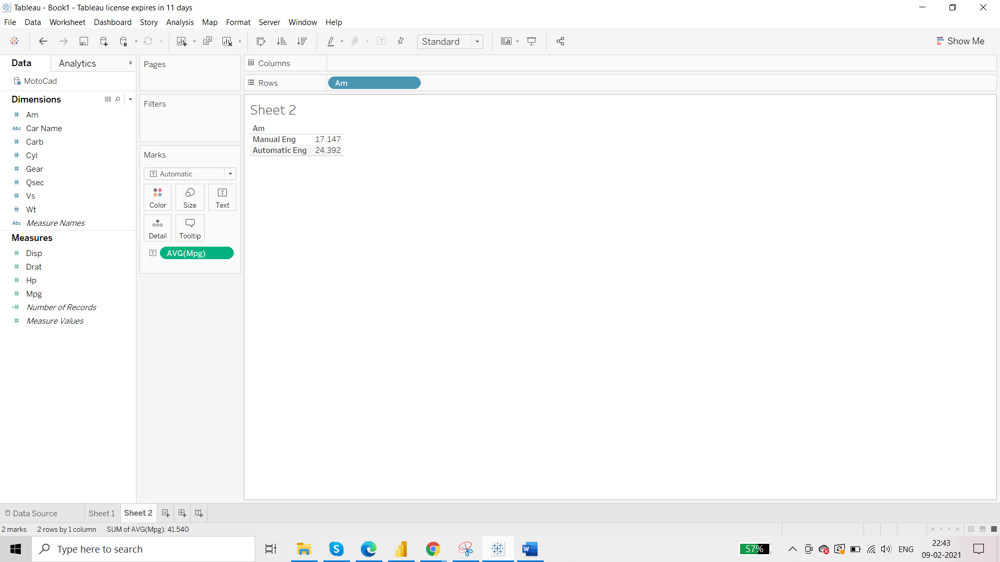 Tableau - Book1 - Tableau license expires in 11 days
File Data Worksheet Dashboard Story Analysis Map Format Server Window Help
Standard
Show Me
Data Analytics
MotoCad
Dimensions
# Am
Abc Car Name
# Carb
# Cyl
# Gear
# Qsec
# Vs
# Wt
Abc Measure Names
Measures
# Disp
# Drat
# Hp
# Mpg
=# Number of Records
# Measure Values
Pages
Filters
Marks
T Automatic
Color Size Text
Detail Tooltip
T AVG(Mpg)
Columns
Rows Am
Sheet 2
Am
Manual Eng 17.147
Automatic Eng 24.392
Data Source Sheet 1 Sheet 2
2 marks 2 rows by 1 column SUM of AVG(Mpg): 41.540
Type here to search
57%
ENG
22:43
09-02-2021